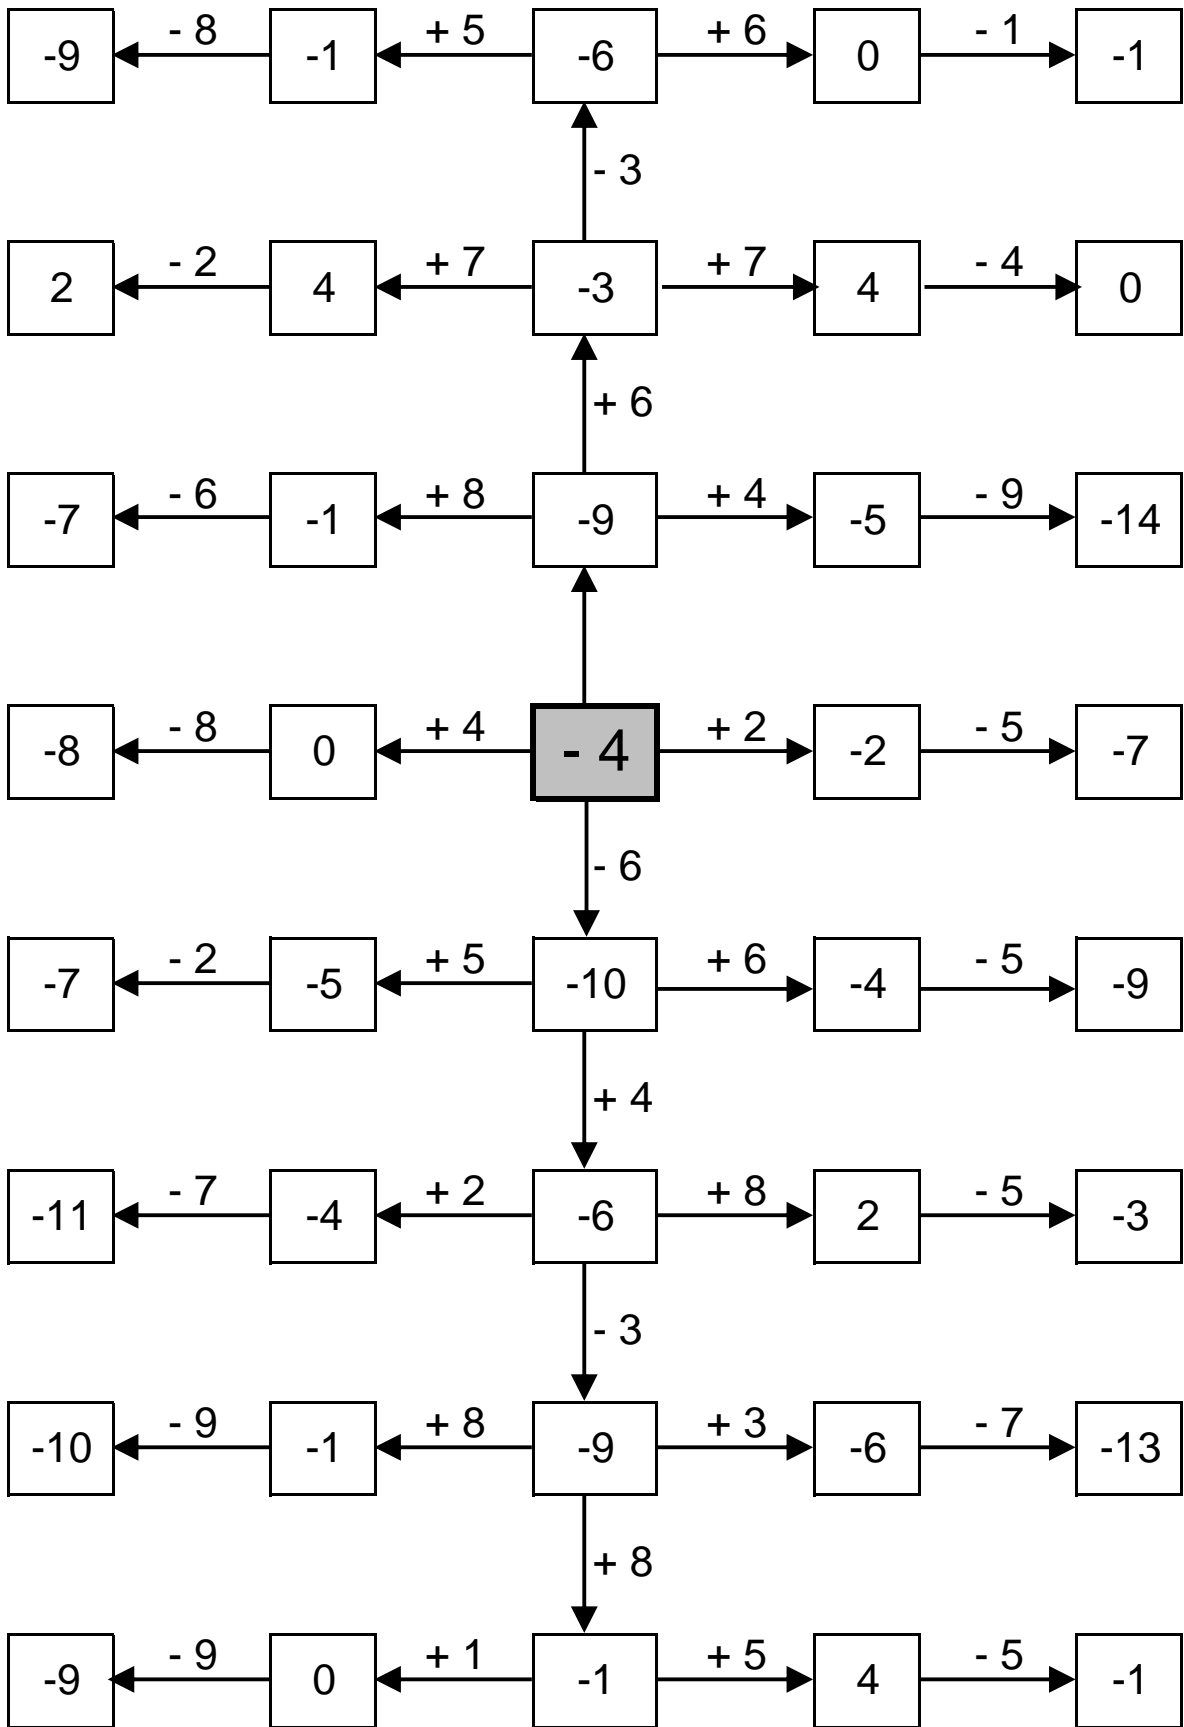 - 8 + 5 + 6 - 1
-9 -1 -6 0 -1
- 3
- 2 + 7 + 7 - 4
2 4 -3 4 0
+ 6
- 6 + 8 + 4 - 9
-7 -1 -9 -5 -14
- 8 + 4 + 2 - 5
-8 0 - 4 -2 -7
- 6
- 2 + 5 + 6 - 5
-7 -5 -10 -4 -9
+ 4
- 7 + 2 + 8 - 5
-11 -4 -6 2 -3
- 3
- 9 + 8 + 3 - 7
-10 -1 -9 -6 -13
+ 8
- 9 + 1 + 5 - 5
-9 0 -1 4 -1